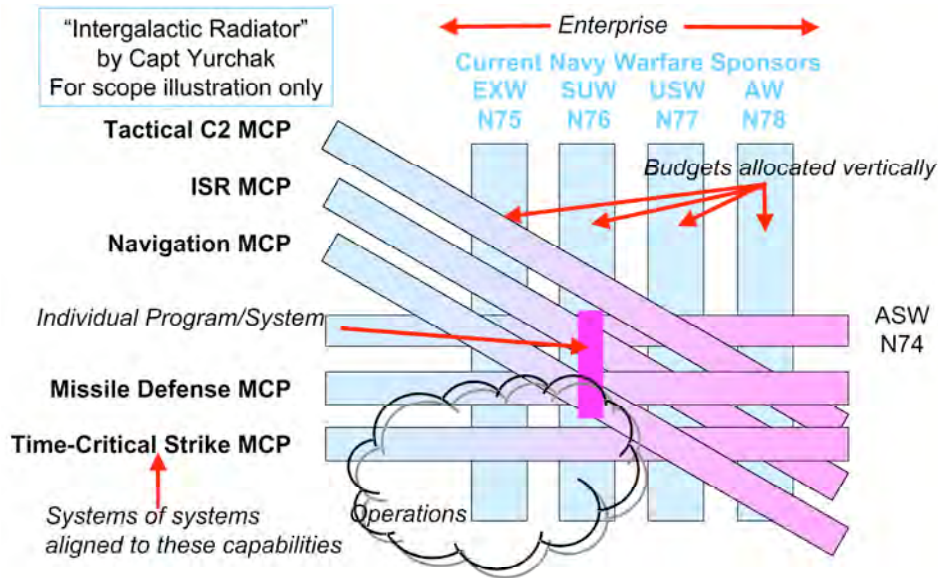 “Intergalactic Radiator”
by Capt Yurchak
For scope illustration only
Enterprise
Current Navy Warfare Sponsors
EXW SUW USW AW
N75 N76 N77 N78
Tactical C2 MCP
Budgets allocated vertically
ISR MCP
Navigation MCP
Individual Program/System
ASW
N74
Missile Defense MCP
Time-Critical Strike MCP
Systems of systems
aligned to these capabilities
Operations